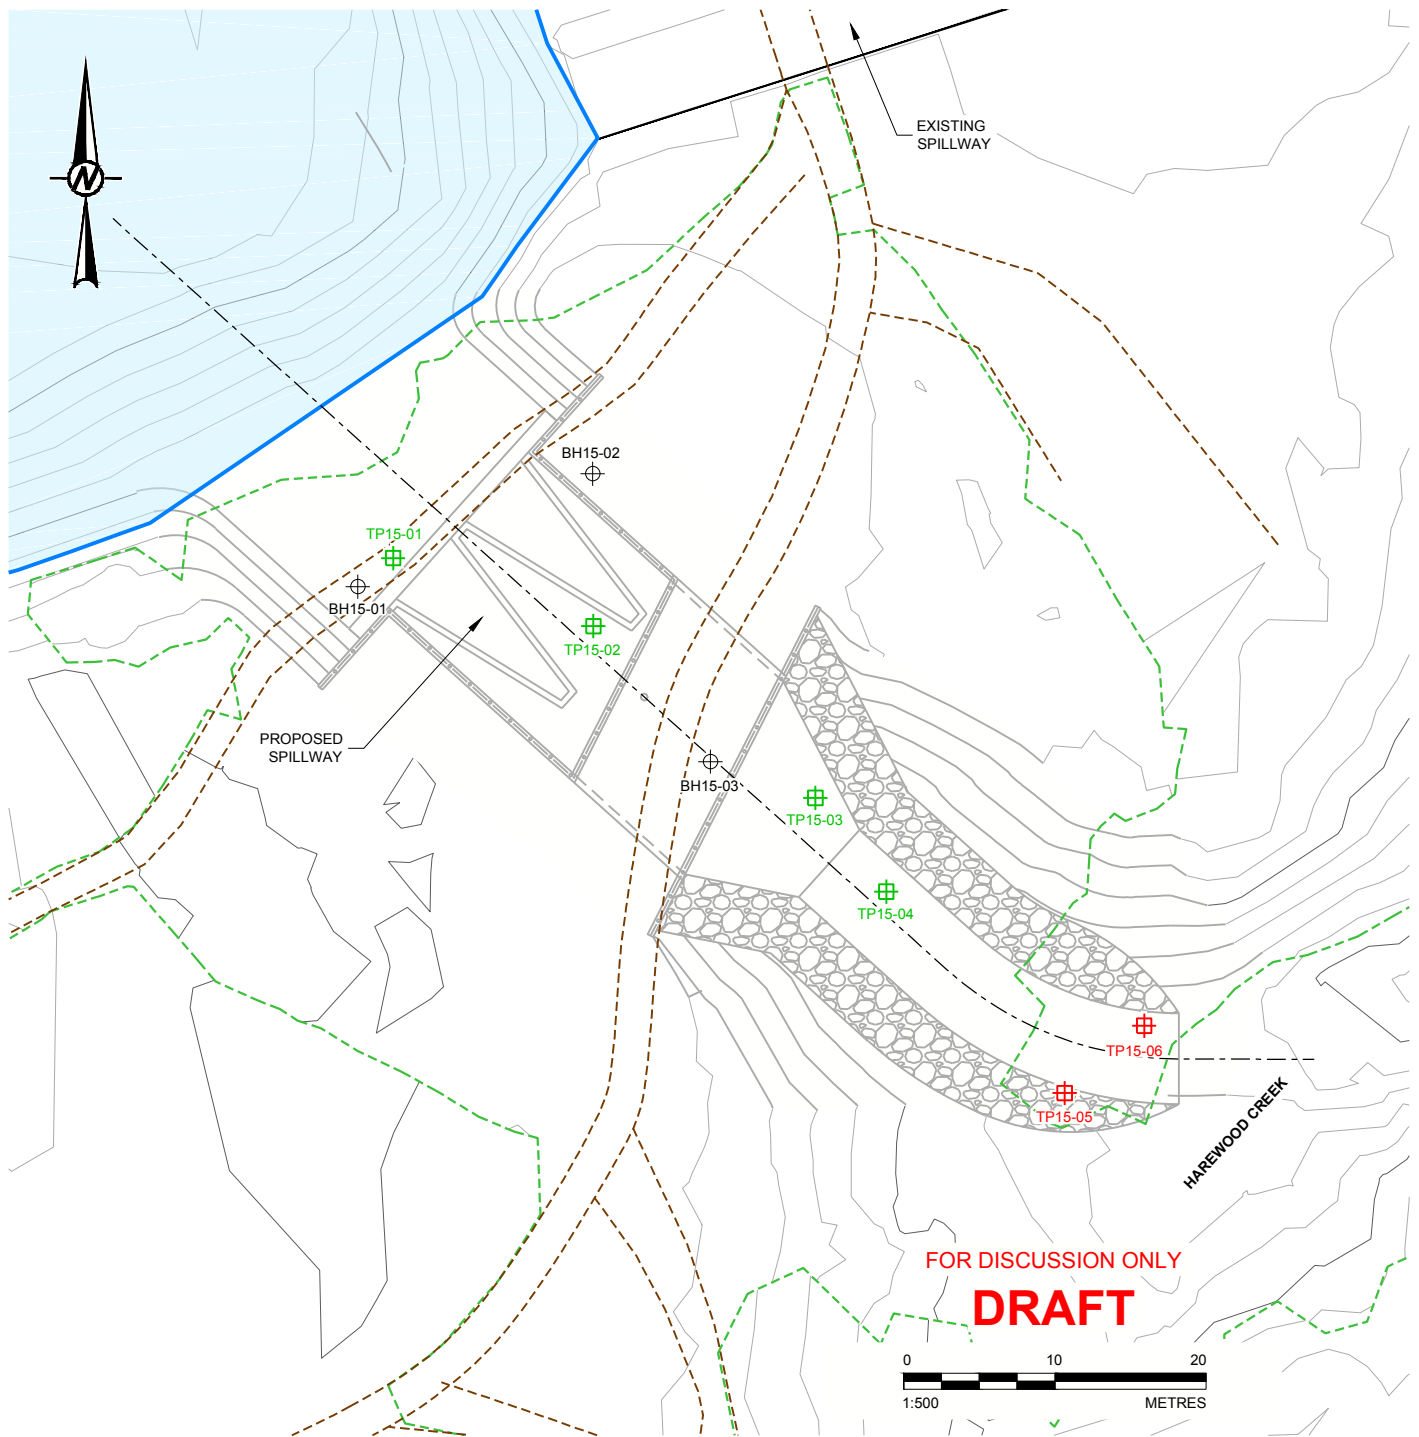 N
EXISTING
SPILLWAY
BH15-02
TP15-01
BH15-01
TP15-02
PROPOSED
SPILLWAY
BH15-03
TP15-03
TP15-04
TP15-06
TP15-05
HAREWOOD CREEK
FOR DISCUSSION ONLY
DRAFT
0 10 20
1:500 METRES